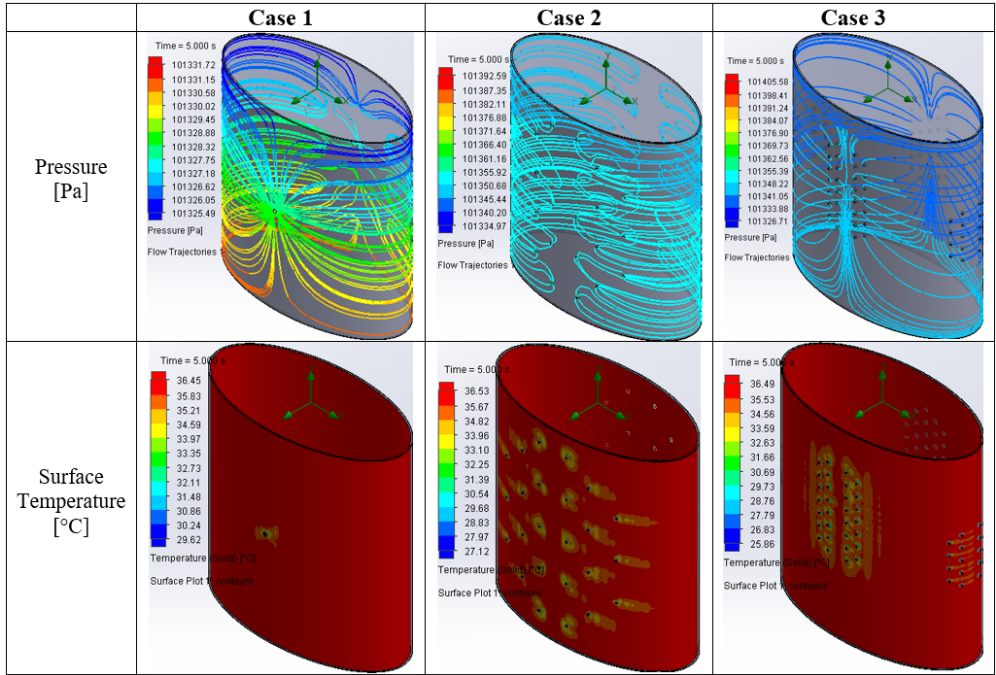 Case 1
Case 2
Case 3
Pressure
[Pa]
Time = 5.000 s
101331.72
101331.15
101330.58
101330.02
101329.45
101328.88
101328.32
101327.75
101327.18
101326.62
101326.05
101325.49
Pressure [Pa]
Flow Trajectories
Y
X
Time = 5.000 s
101392.59
101387.35
101382.11
101376.88
101371.64
101366.40
101361.16
101355.92
101350.68
101345.44
101340.20
101334.97
Pressure [Pa]
Flow Trajectories 1
Y
X
Time = 5.000 s
101405.58
101398.41
101391.24
101384.07
101376.90
101369.73
101362.56
101355.39
101348.22
101341.05
101333.88
101326.71
Pressure [Pa]
Flow Trajectories
Y
X
Surface
Temperature
[°C]
Time = 5.000 s
36.45
35.83
35.21
34.59
33.97
33.35
32.73
32.11
31.48
30.86
30.24
29.62
Temperature (Solid) [°C]
Surface Plot 1: contours
Time = 5.000 s
36.53
35.67
34.82
33.96
33.10
32.25
31.39
30.54
29.68
28.83
27.97
27.12
Temperature (Solid) [°C]
Surface Plot 1: contours
Time = 5.000 s
36.49
35.53
34.56
33.59
32.63
31.66
30.69
29.73
28.76
27.79
26.83
25.86
Temperature (Solid) [°C]
Surface Plot 1: contours